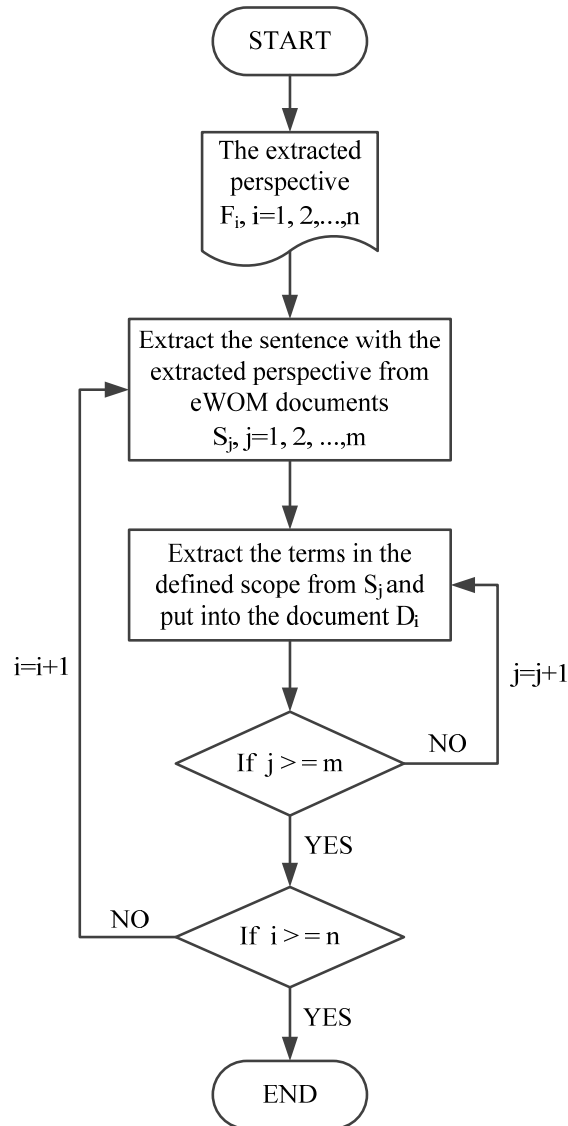 START
The extracted
perspective
Fᵢ, i=1, 2,...,n
Extract the sentence with the
extracted perspective from
eWOM documents
Sⱼ, j=1, 2, ...,m
Extract the terms in the
defined scope from Sⱼ and
put into the document Dᵢ
i=i+1
j=j+1
If j >= m
NO
YES
NO
If i >= n
YES
END